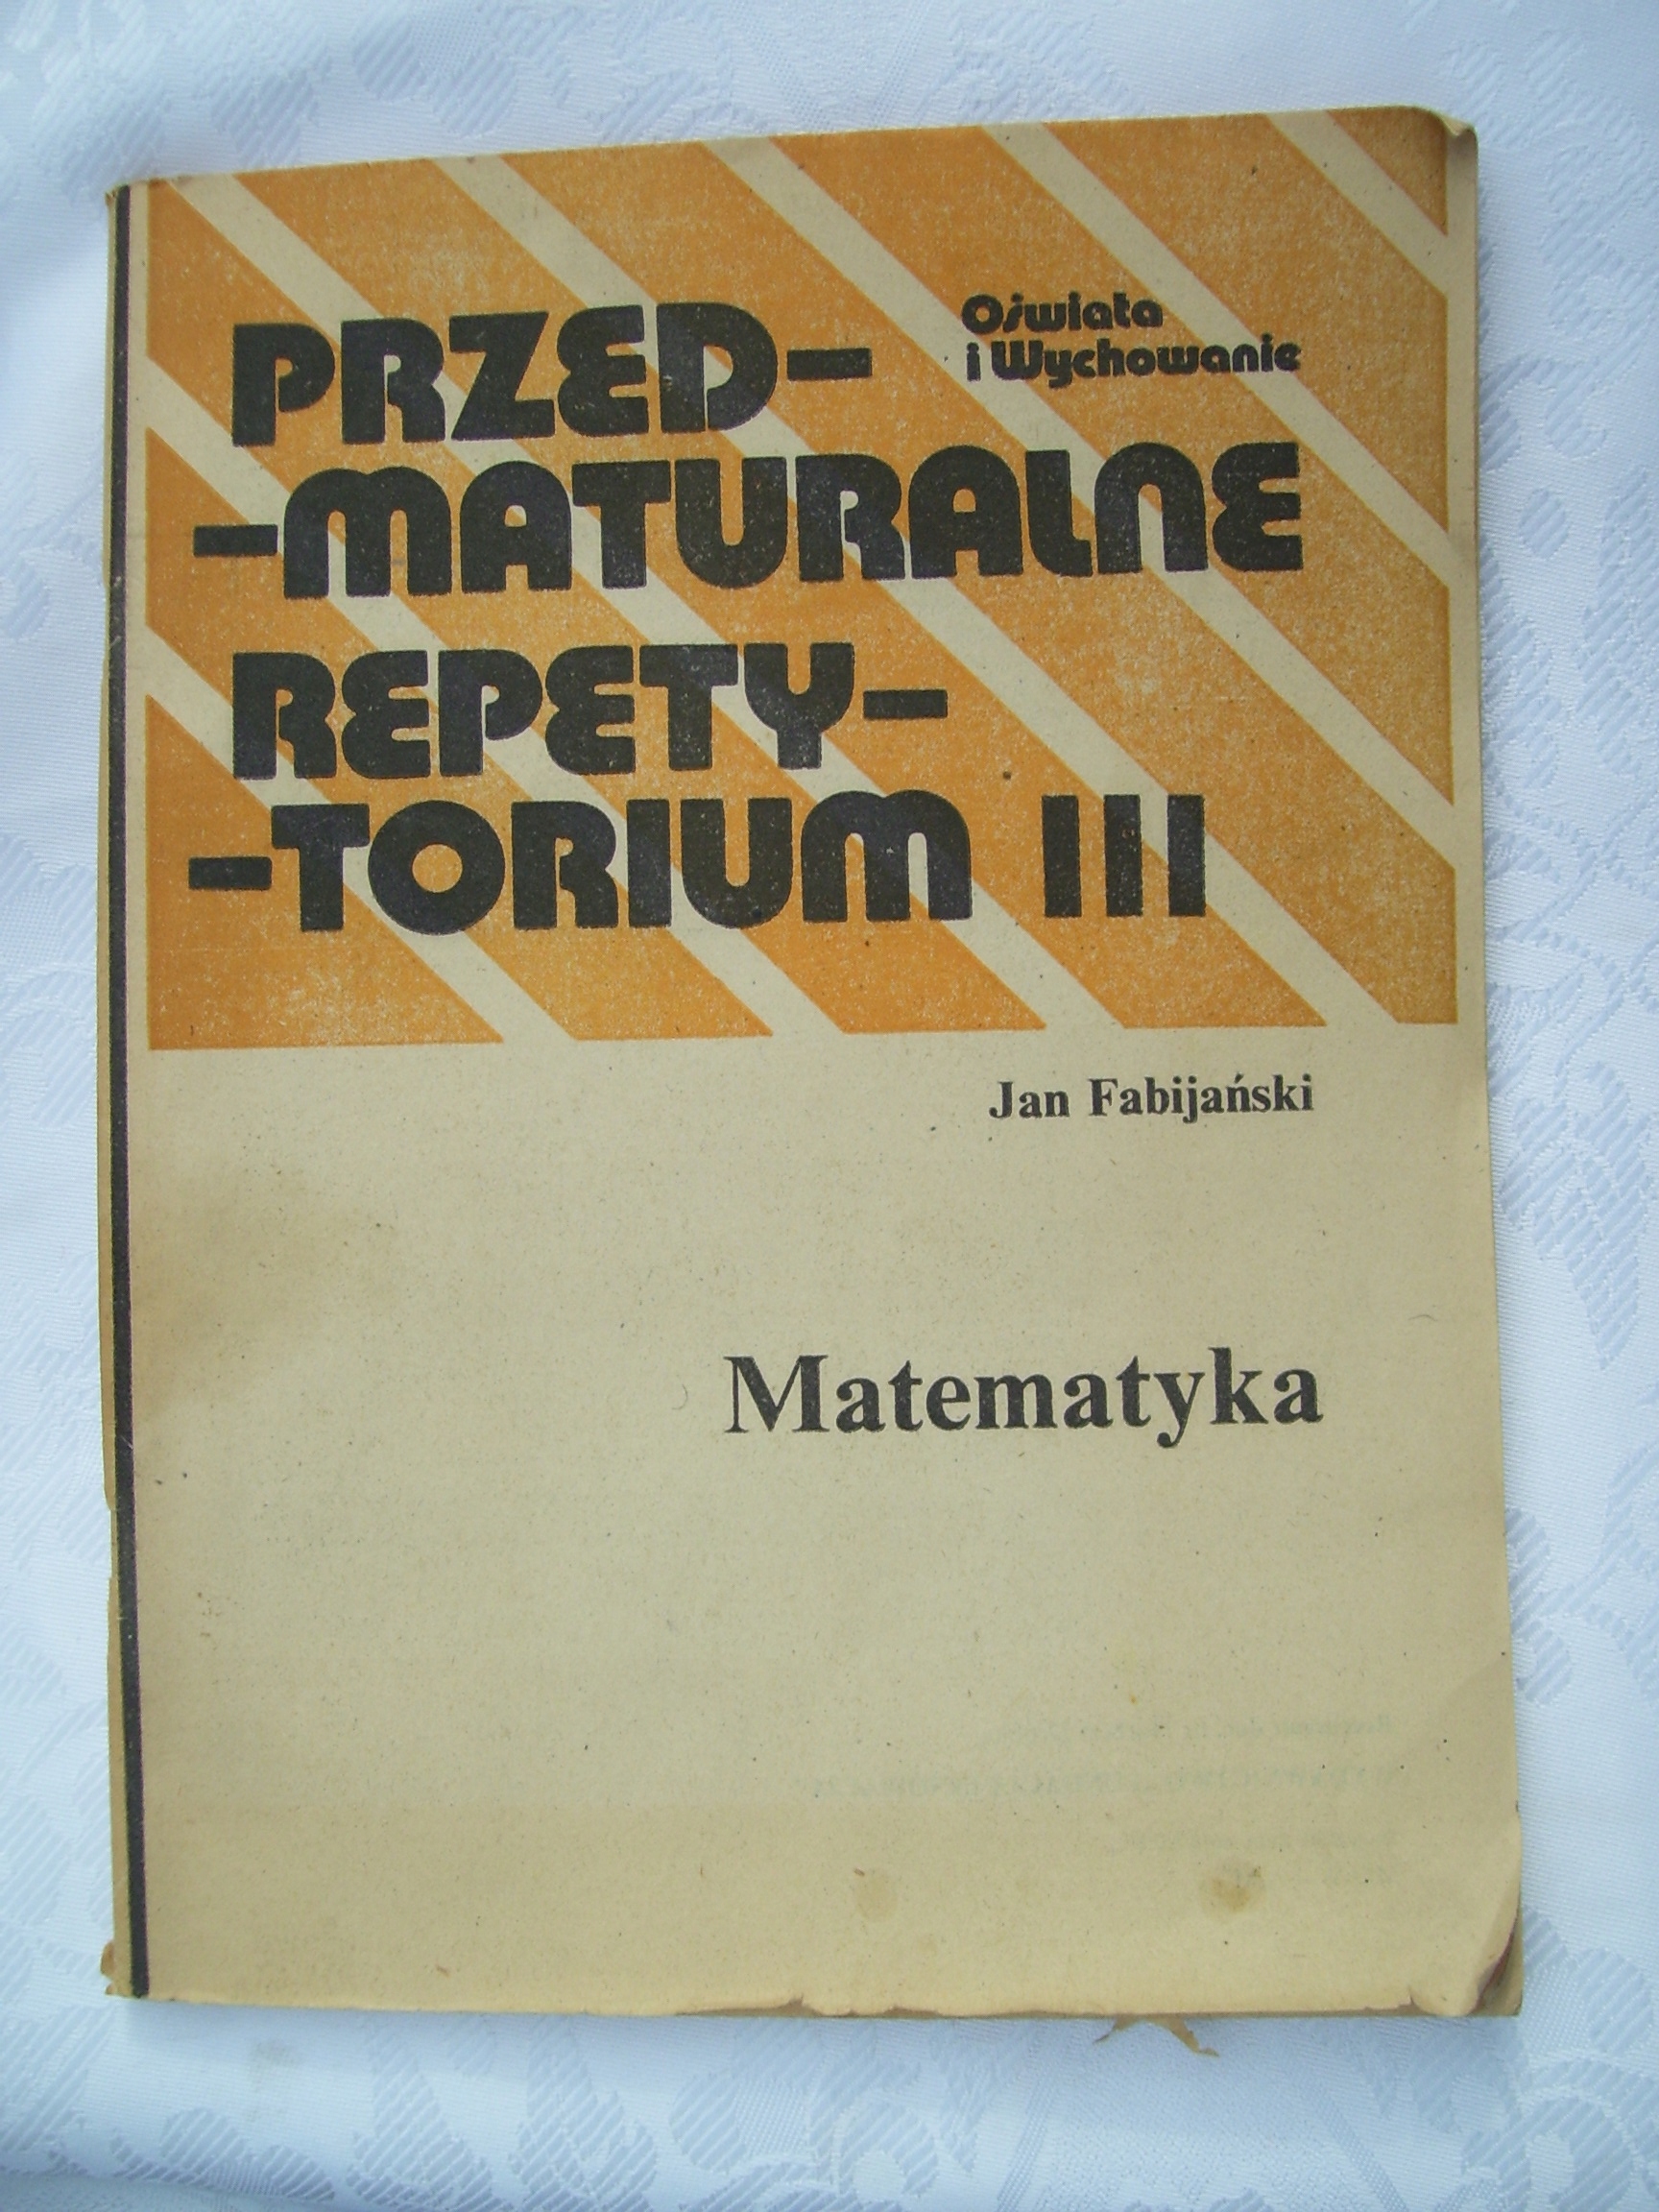 Oświata
i Wychowanie
PRZED-
-MATURALNE
REPETY-
-TORIUM III
Jan Fabijański
Matematyka